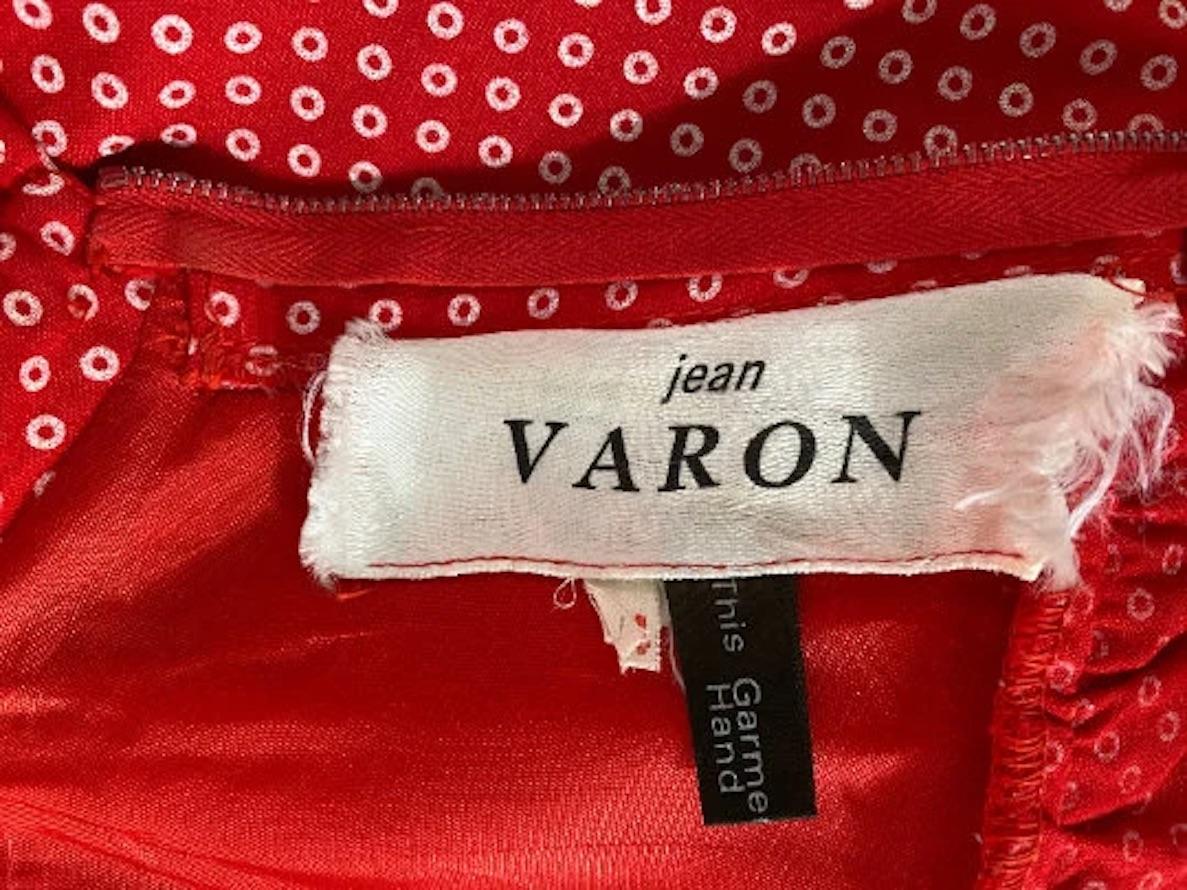 jean
VARON
This Garme
Hand